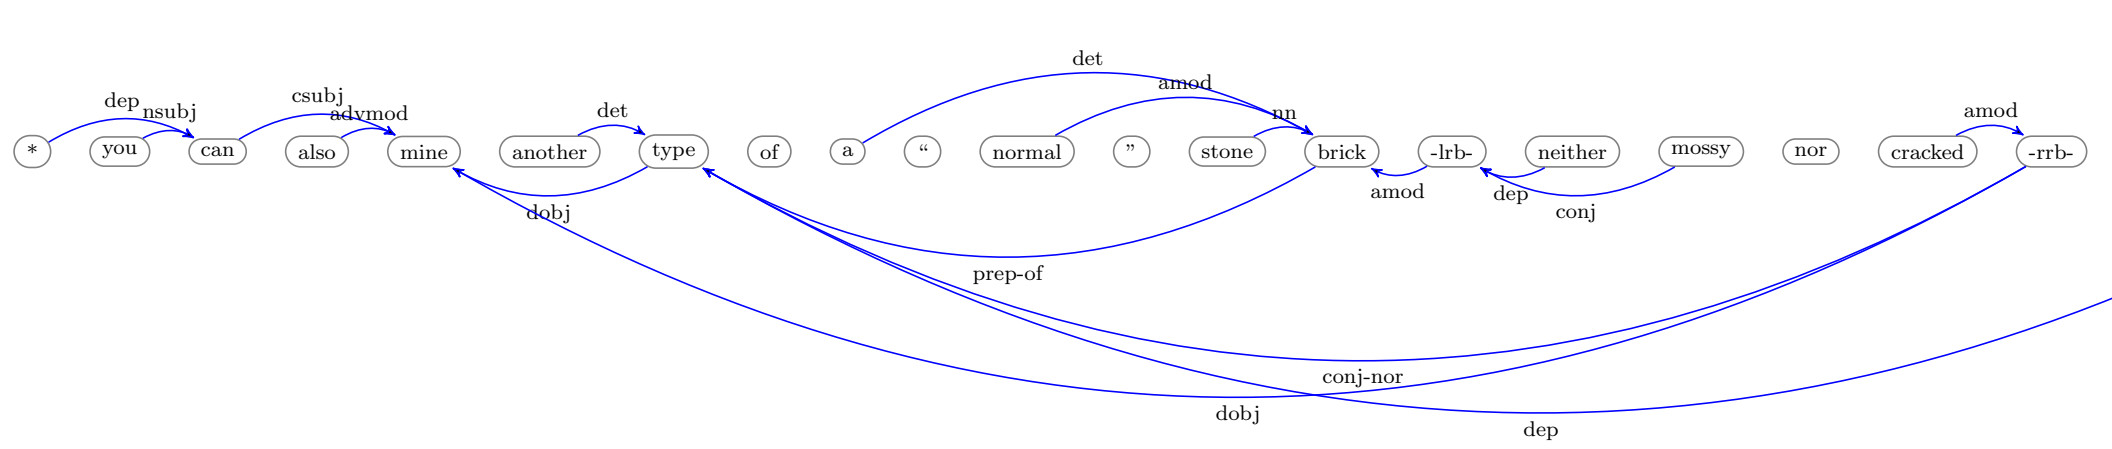 det
amod
dep nsubj csubj advmod det nn amod
* you can also mine another type of a “ normal ” stone brick -lrb- neither mossy nor cracked -rrb-
amod dep
dobj conj
prep-of
conj-nor
dobj
dep